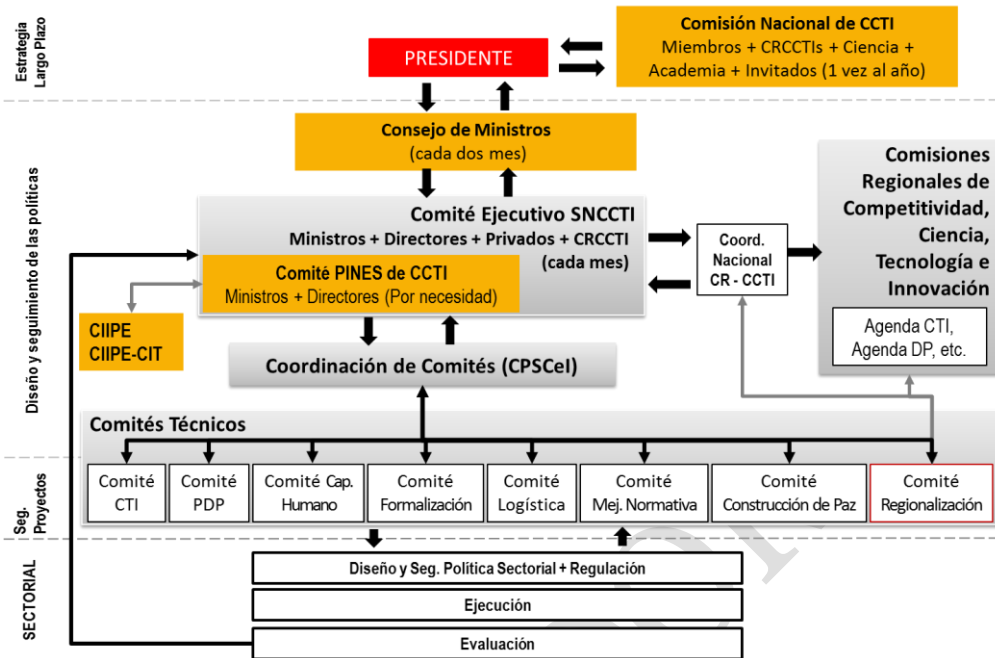 Estrategia
Largo Plazo
PRESIDENTE
Comisión Nacional de CCTI
Miembros + CRCCTIs + Ciencia +
Academia + Invitados (1 vez al año)
Diseño y seguimiento de las políticas
Consejo de Ministros
(cada dos mes)
Comité Ejecutivo SNCCTI
Ministros + Directores + Privados + CRCCTI
(cada mes)
Comité PINES de CCTI
Ministros + Directores (Por necesidad)
CIIPE
CIIPE-CIT
Coord.
Nacional
CR - CCTI
Comisiones
Regionales de
Competitividad,
Ciencia,
Tecnología e
Innovación
Agenda CTI,
Agenda DP, etc.
Coordinación de Comités (CPSCeI)
Comités Técnicos
Seg.
Proyectos
Comité
CTI
Comité
PDP
Comité Cap.
Humano
Comité
Formalización
Comité
Logística
Comité
Mej. Normativa
Comité
Construcción de Paz
Comité
Regionalización
SECTORIAL
Diseño y Seg. Política Sectorial + Regulación
Ejecución
Evaluación